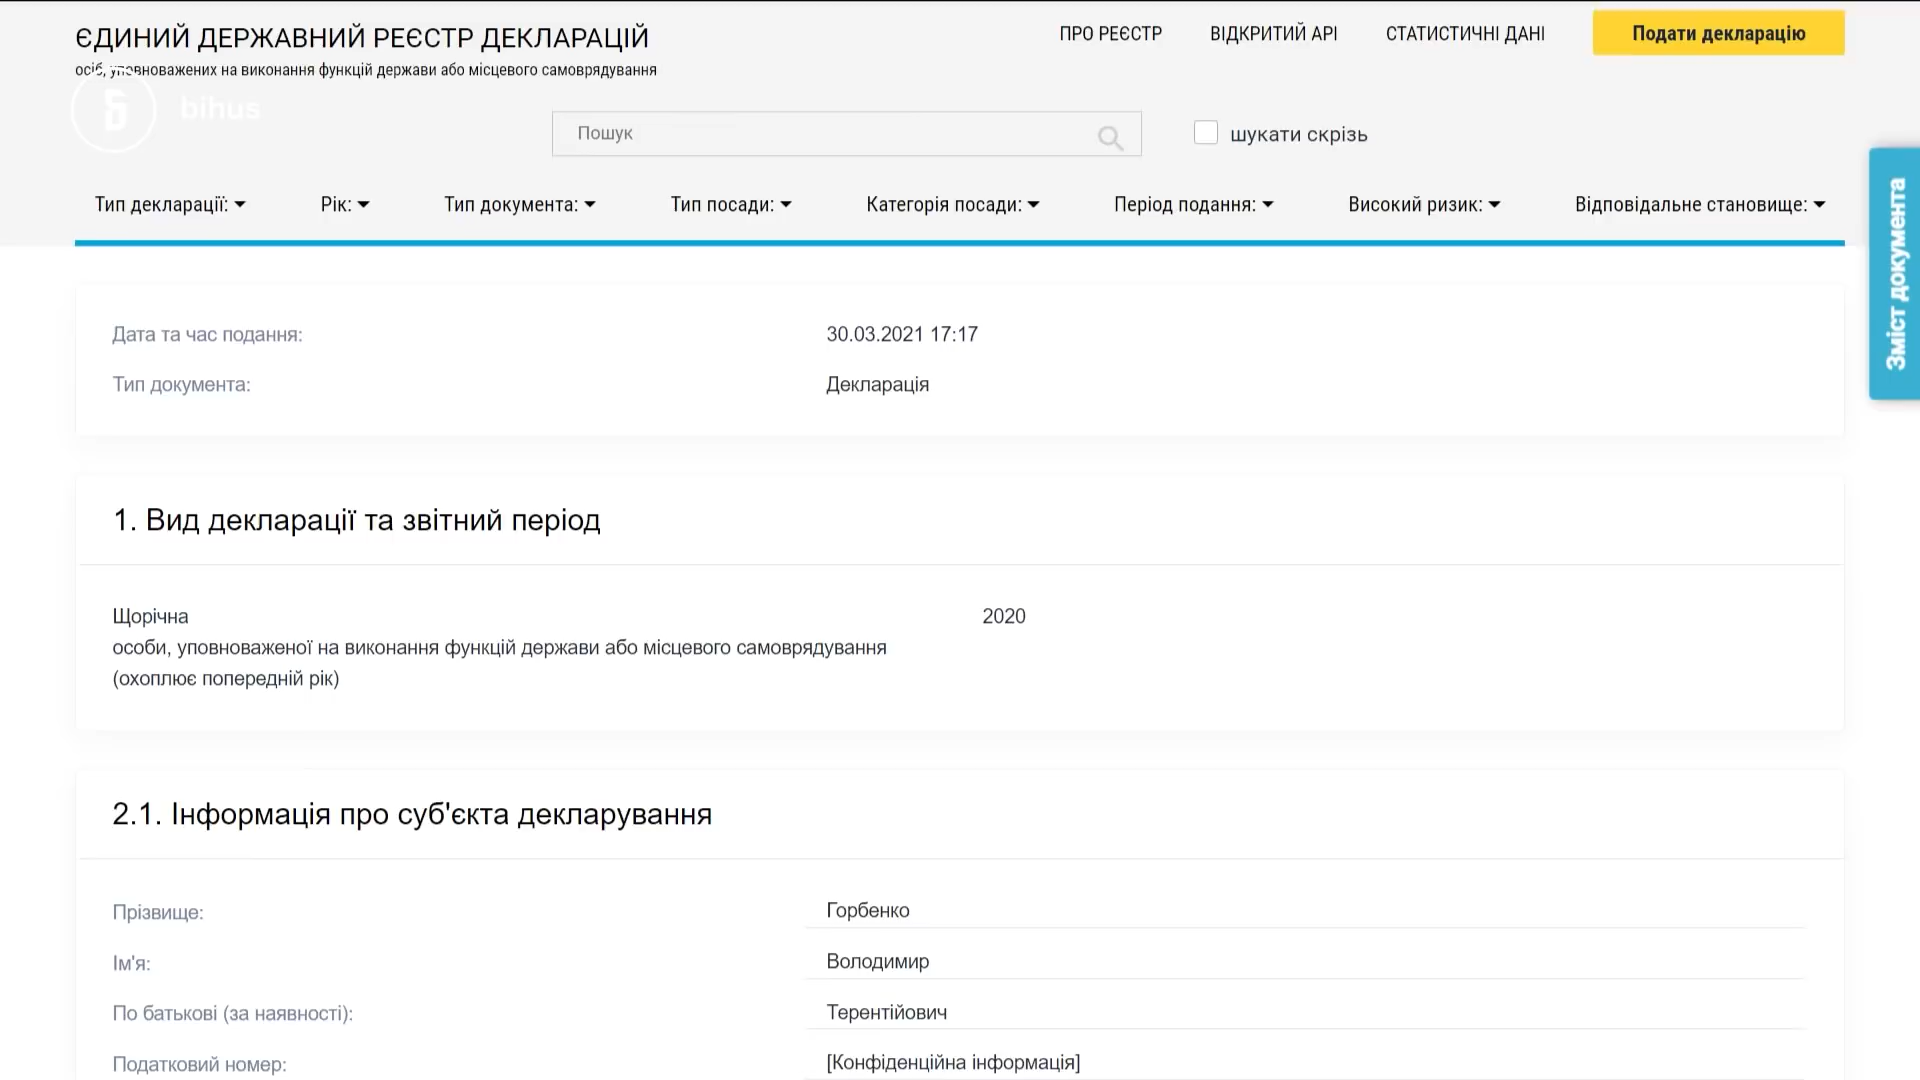 ЄДИНИЙ ДЕРЖАВНИЙ РЕЄСТР ДЕКЛАРАЦІЙ
осіб, уповноважених на виконання функцій держави або місцевого самоврядування
ПРО РЕЄСТР
ВІДКРИТИЙ API
СТАТИСТИЧНІ ДАНІ
Подати декларацію
Б bihus
Пошук
шукати скрізь
Тип декларації:
Рік:
Тип документа:
Тип посади:
Категорія посади:
Період подання:
Високий ризик:
Відповідальне становище:
Зміст документа
Дата та час подання: 30.03.2021 17:17
Тип документа: Декларація
1. Вид декларації та звітний період
Щорічна 2020
особи, уповноваженої на виконання функцій держави або місцевого самоврядування
(охоплює попередній рік)
2.1. Інформація про суб'єкта декларування
Прізвище: Горбенко
Ім'я: Володимир
По батькові (за наявності): Терентійович
Податковий номер: [Конфіденційна інформація]